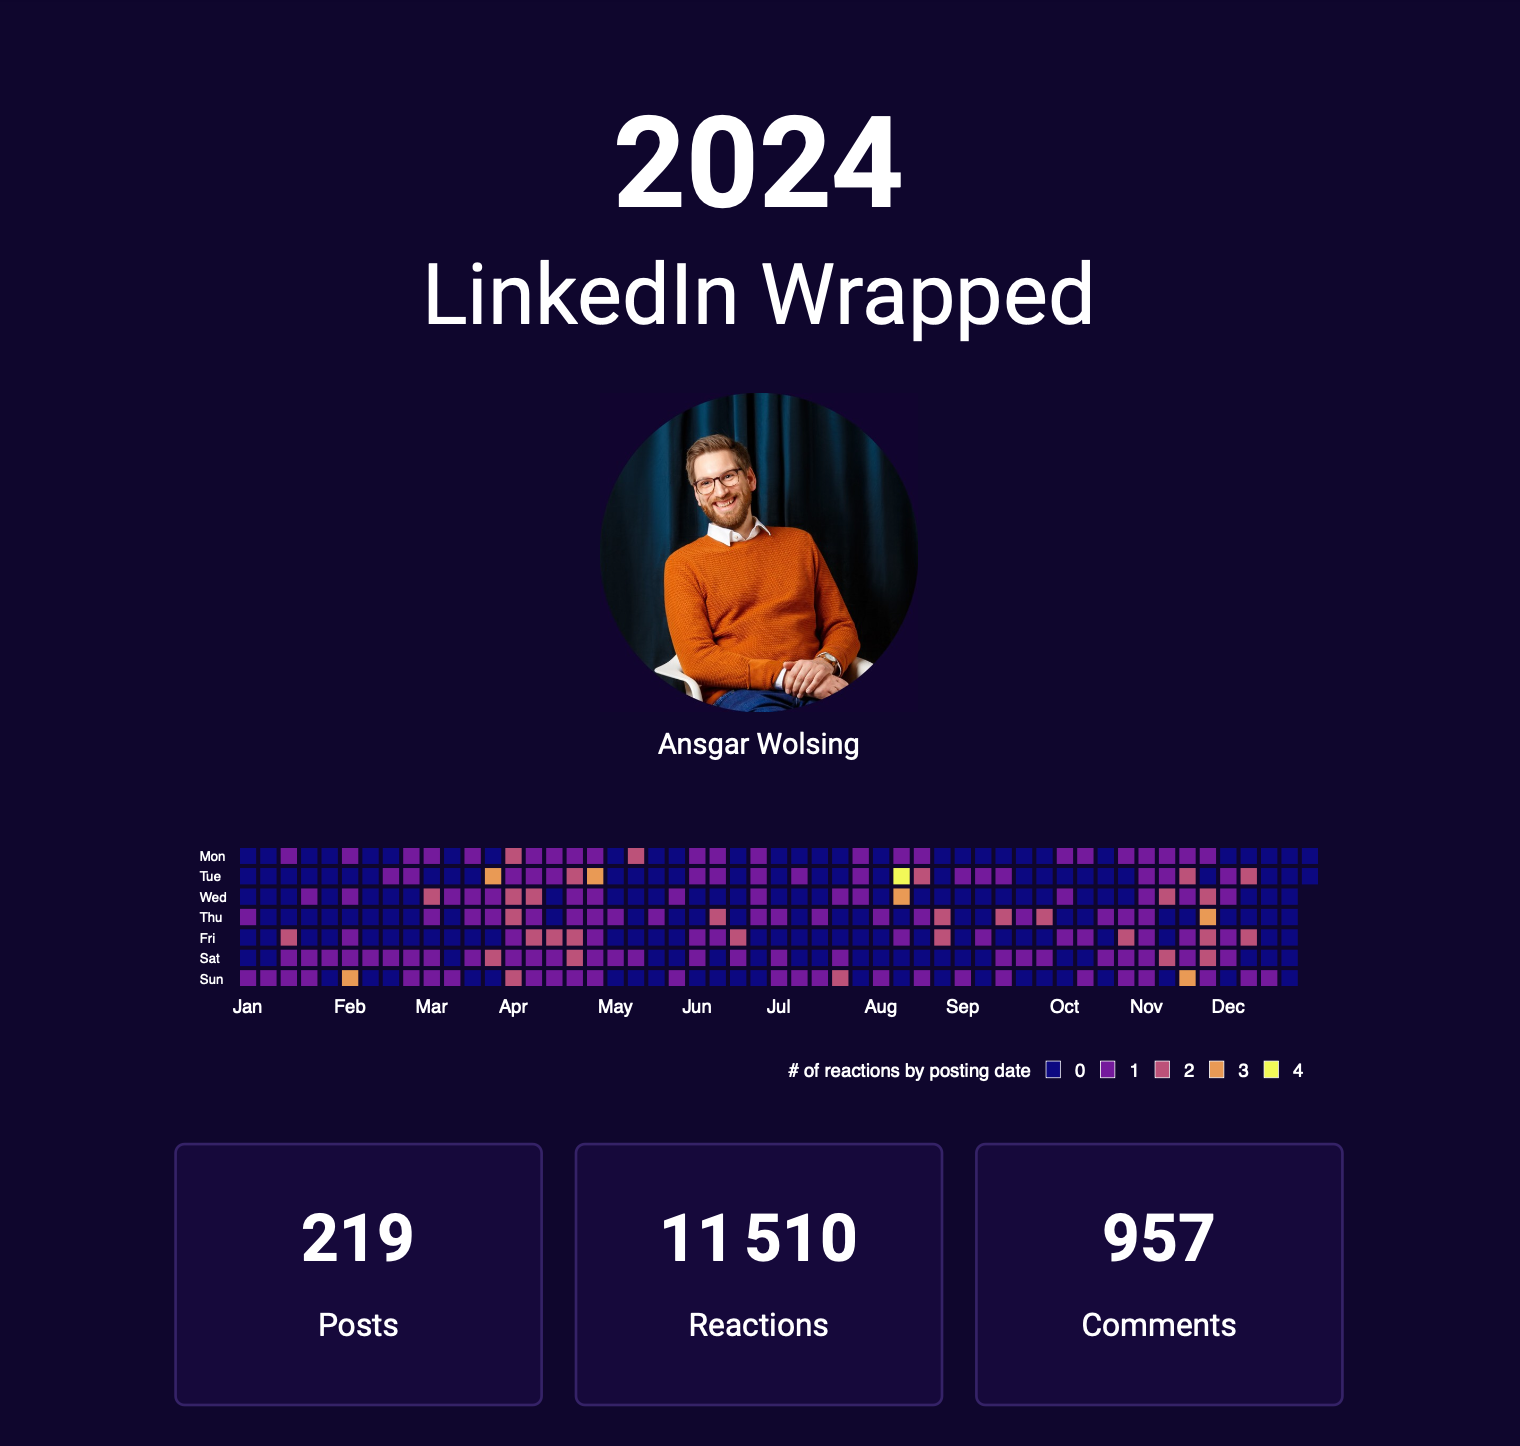 2024
LinkedIn Wrapped
Ansgar Wolsing
Mon
Tue
Wed
Thu
Fri
Sat
Sun
Jan Feb Mar Apr May Jun Jul Aug Sep Oct Nov Dec
# of reactions by posting date 0 1 2 3 4
219 11 510 957
Posts Reactions Comments